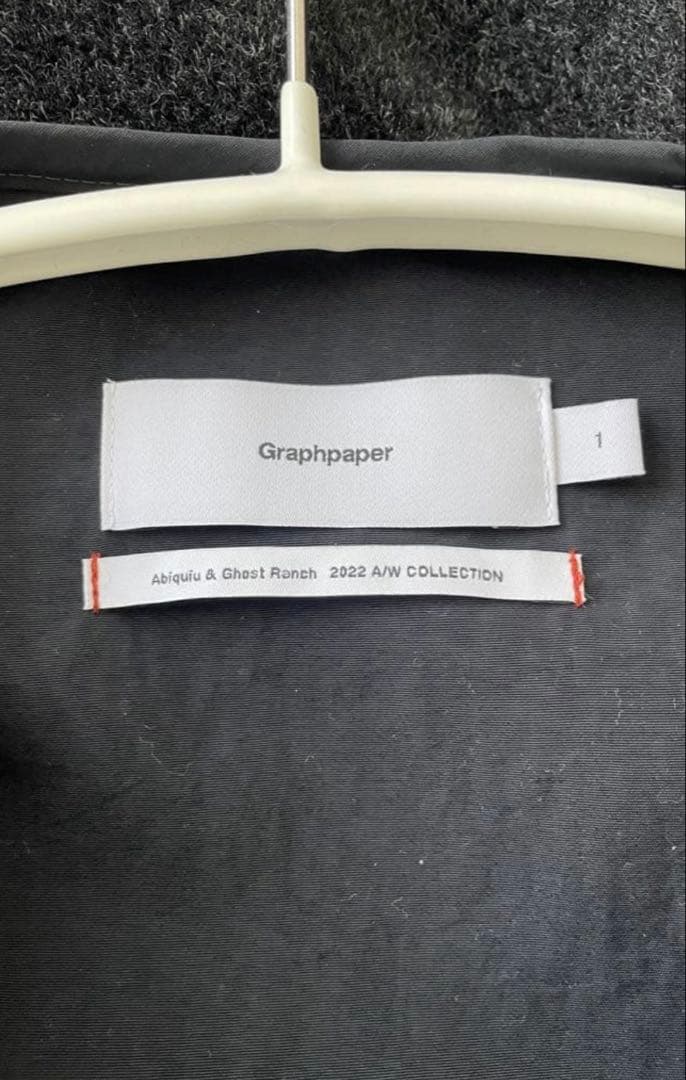 Graphpaper
1
Abiquiu & Ghost Ranch 2022 A/W COLLECTION